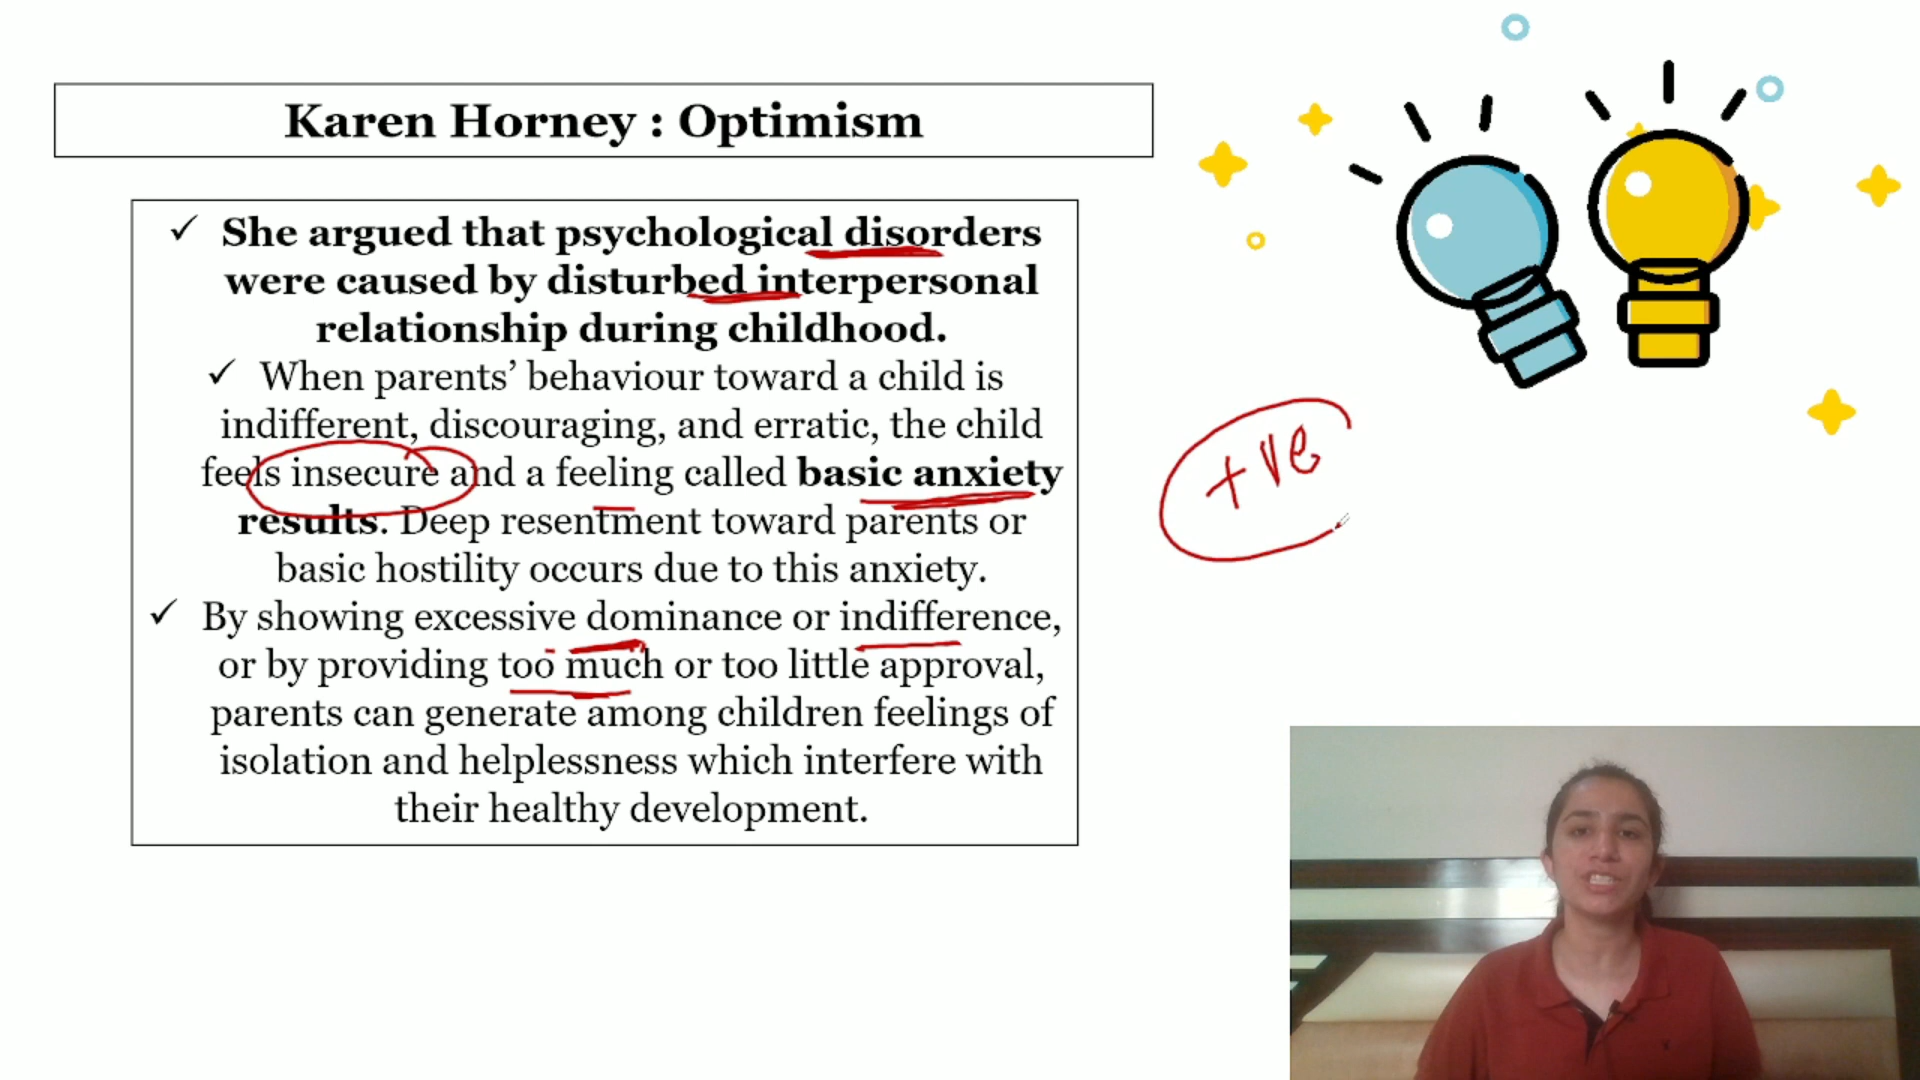 Karen Horney : Optimism
✓ She argued that psychological disorders
were caused by disturbed interpersonal
relationship during childhood.
✓ When parents’ behaviour toward a child is
indifferent, discouraging, and erratic, the child
feels insecure and a feeling called basic anxiety
results. Deep resentment toward parents or
basic hostility occurs due to this anxiety.
✓ By showing excessive dominance or indifference,
or by providing too much or too little approval,
parents can generate among children feelings of
isolation and helplessness which interfere with
their healthy development.
+ve